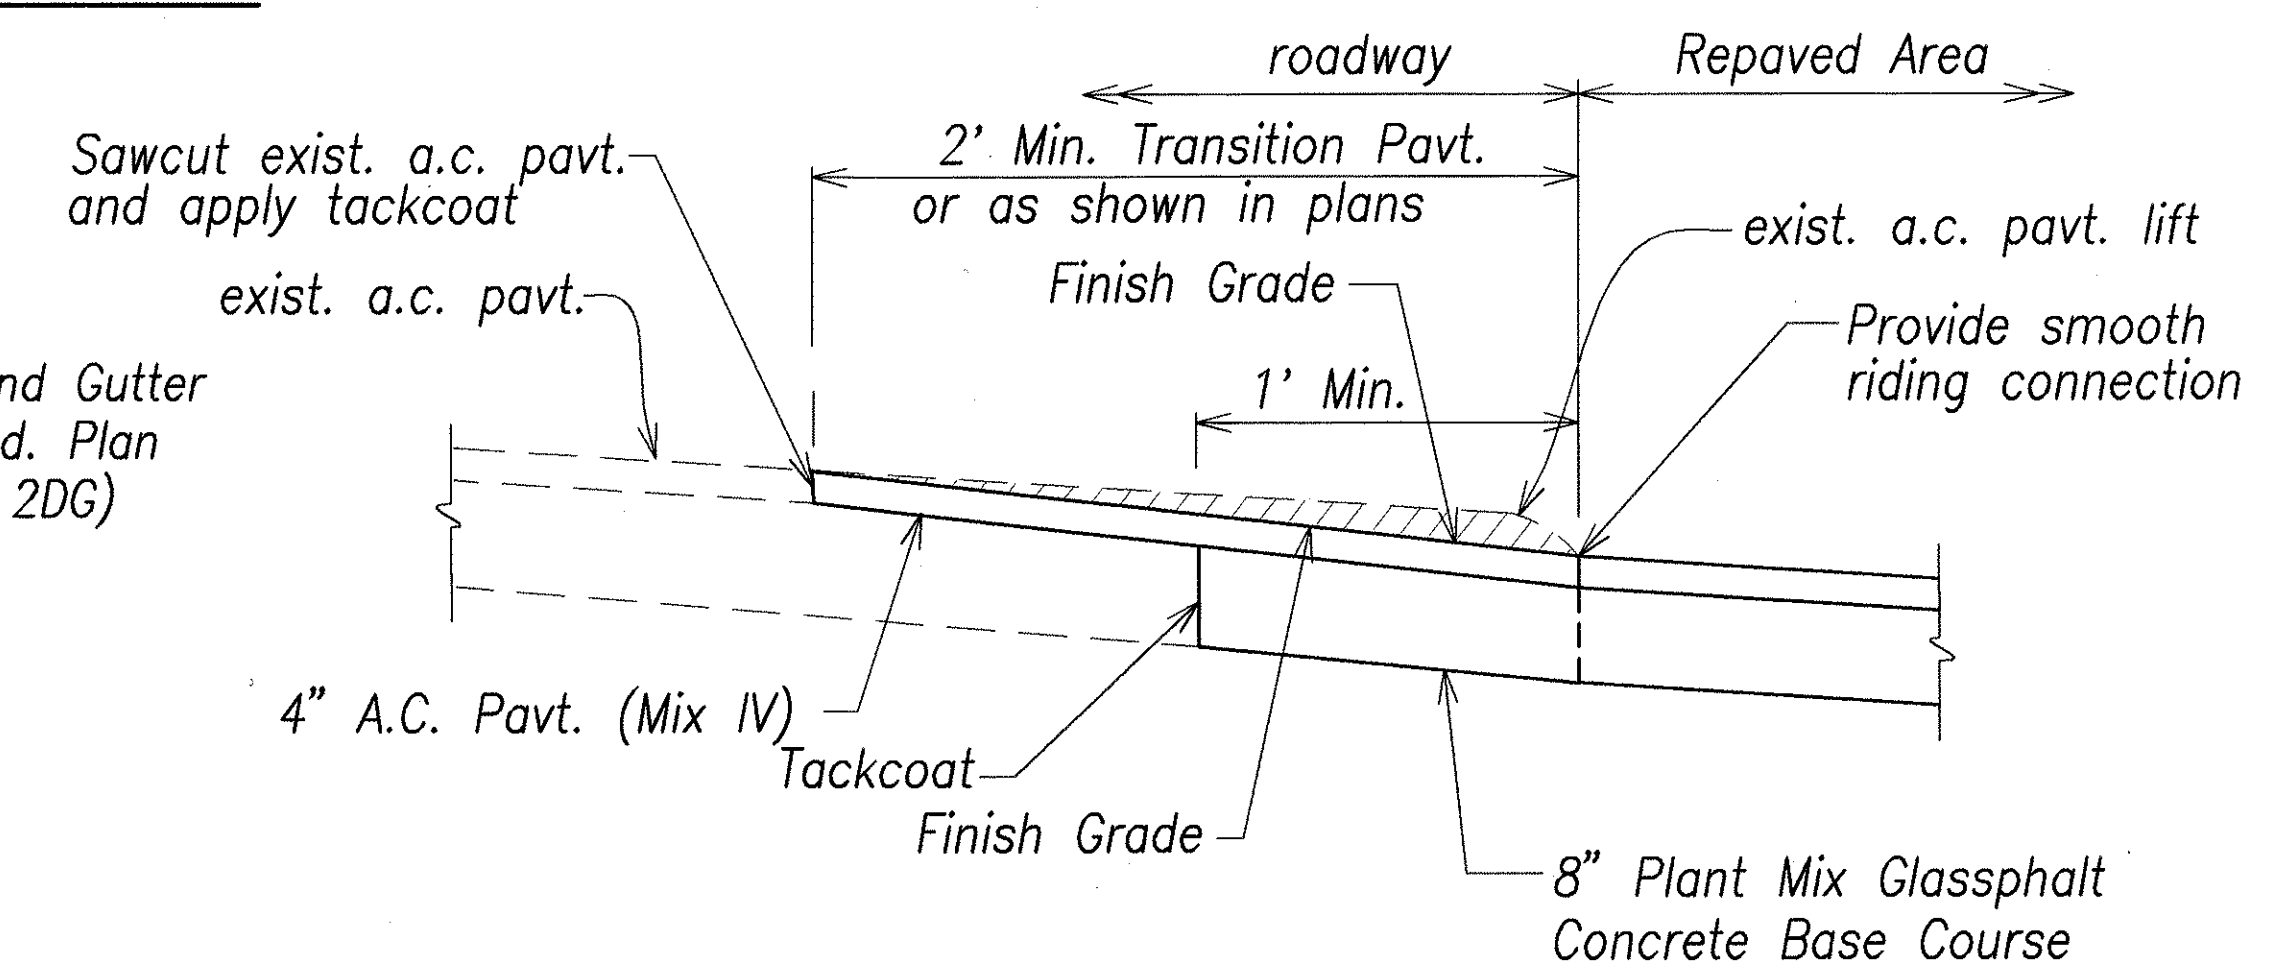 roadway
Repaved Area
Sawcut exist. a.c. pavt.
and apply tackcoat
2' Min. Transition Pavt.
or as shown in plans
exist. a.c. pavt. lift
Finish Grade
exist. a.c. pavt.
Provide smooth
riding connection
1' Min.
nd Gutter
d. Plan
2DG)
4" A.C. Pavt. (Mix IV)
Tackcoat
Finish Grade
8" Plant Mix Glassphalt
Concrete Base Course